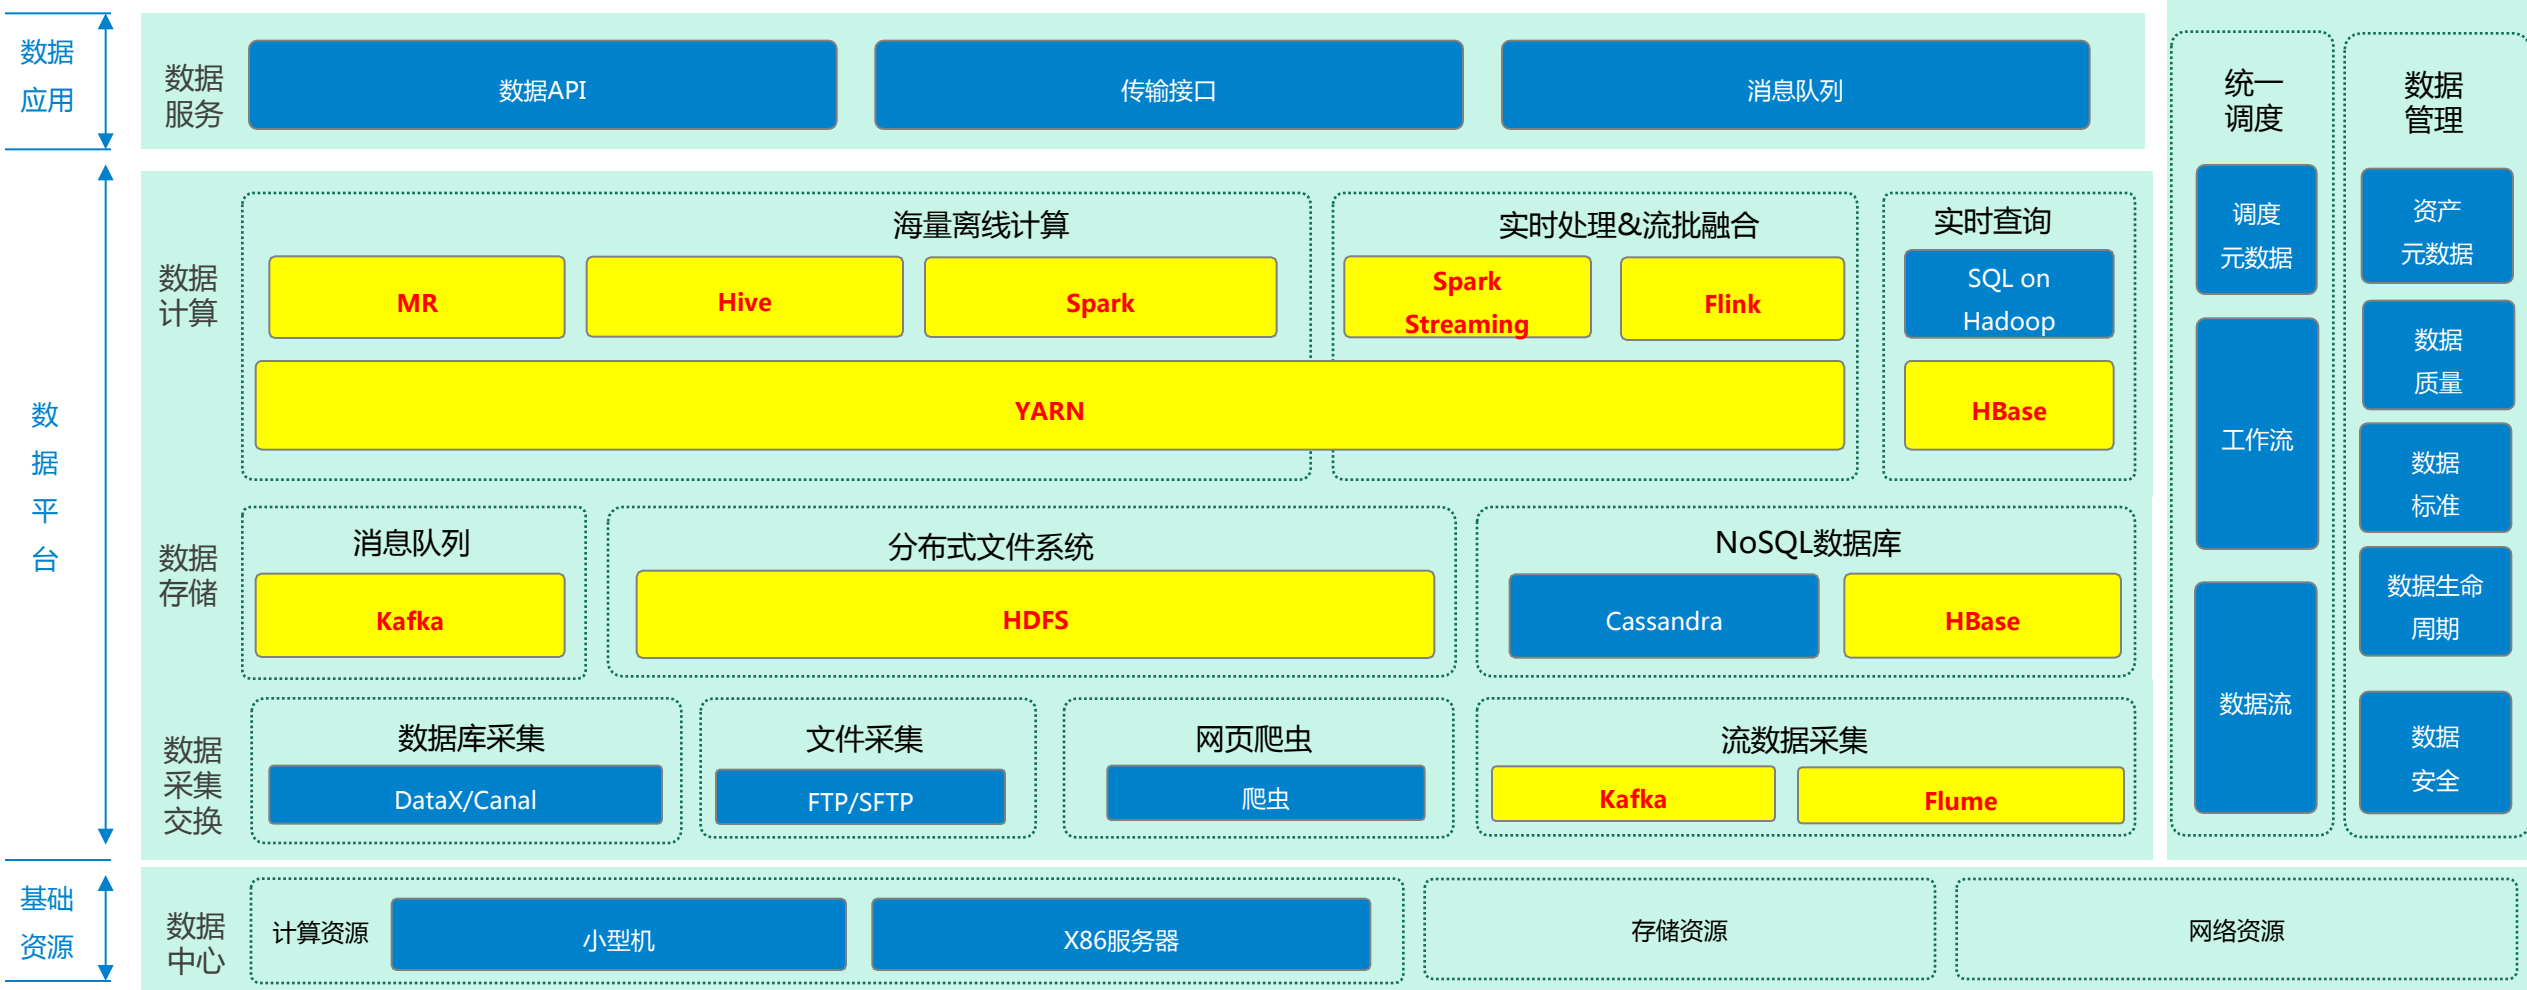 数据
应用
数据
服务
数据API
传输接口
消息队列
数
据
平
台
数据
计算
海量离线计算
MR
Hive
Spark
实时处理&流批融合
Spark
Streaming
Flink
YARN
实时查询
SQL on
Hadoop
HBase
数据
存储
消息队列
Kafka
分布式文件系统
HDFS
NoSQL数据库
Cassandra
HBase
数据
采集
交换
数据库采集
DataX/Canal
文件采集
FTP/SFTP
网页爬虫
爬虫
流数据采集
Kafka
Flume
统一
调度
调度
元数据
工作流
数据流
数据
管理
资产
元数据
数据
质量
数据
标准
数据生命
周期
数据
安全
基础
资源
数据
中心
计算资源
小型机
X86服务器
存储资源
网络资源